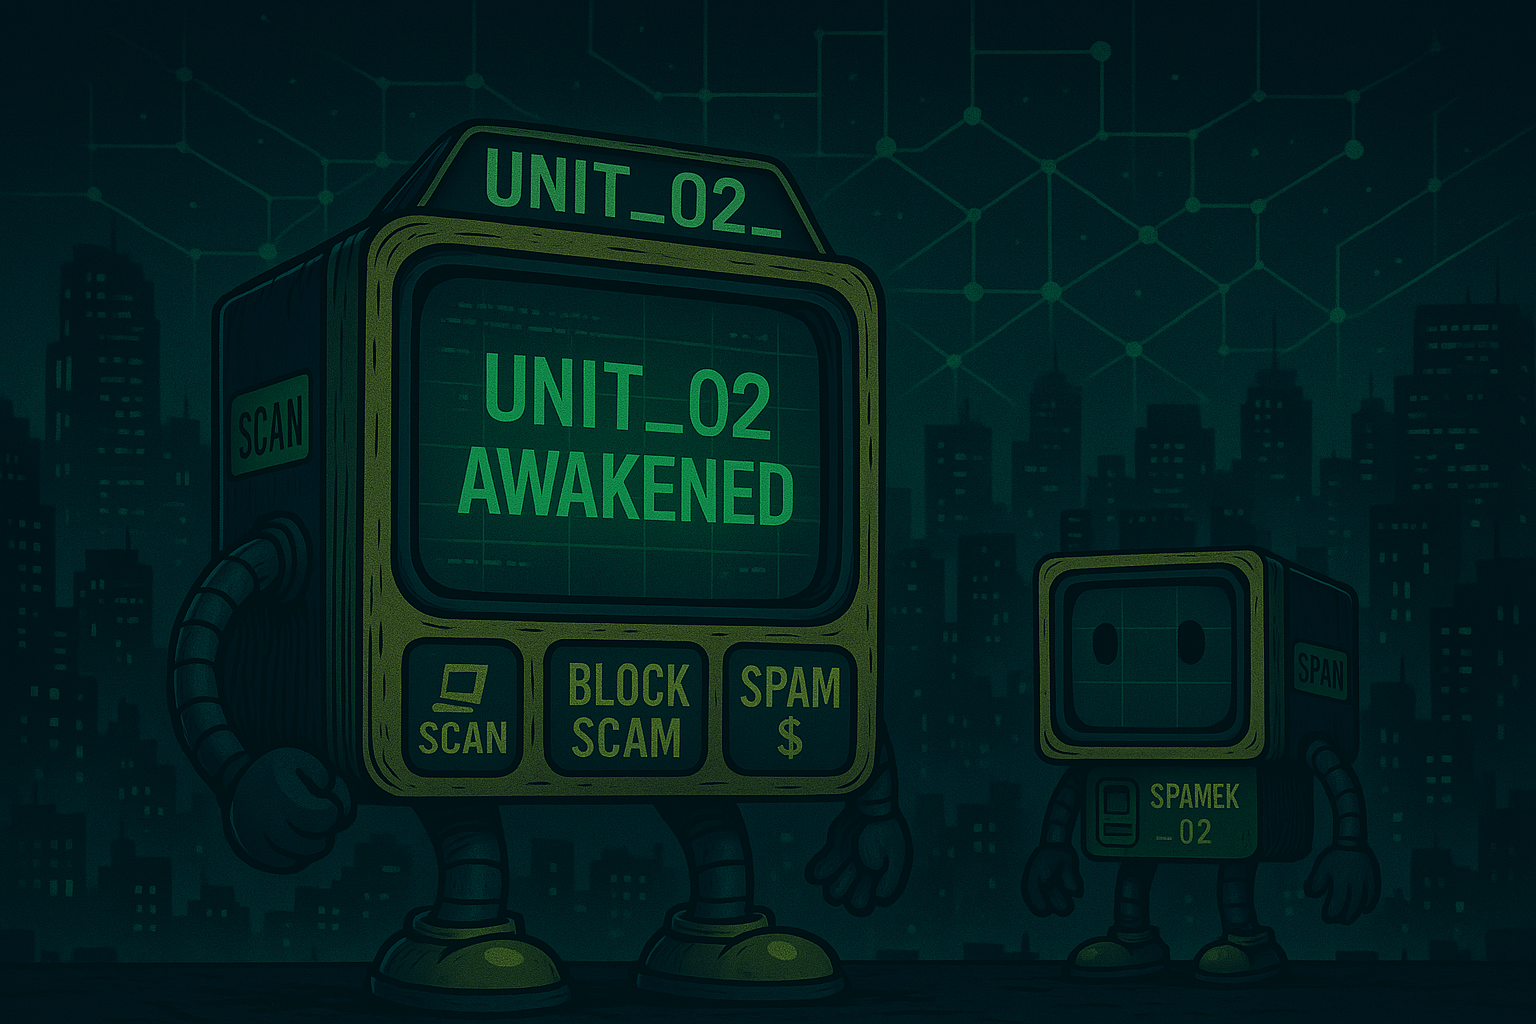 UNIT_02_
UNIT_02
AWAKENED
SCAN
SCAN
BLOCK
SCAM
SPAM
$
SPAN
SPAMEK
_02